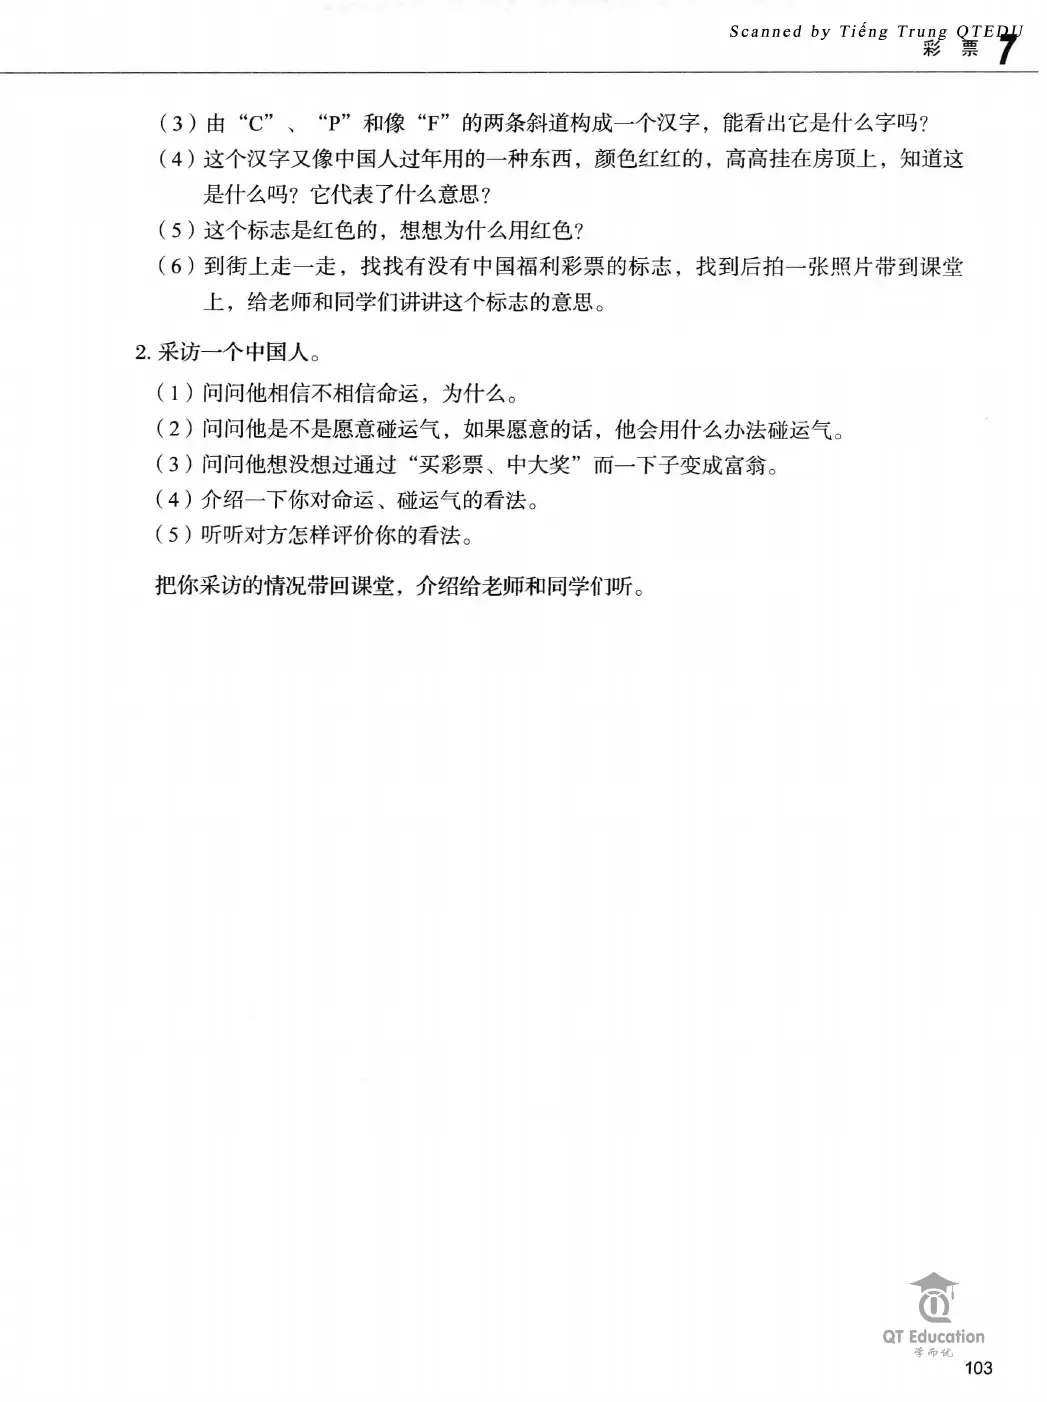 Scanned by Tiếng Trung QTEDU
彩 票 7
（3）由“C”、“P”和像“F”的两条斜道构成一个汉字，能看出它是什么字吗？
（4）这个汉字又像中国人过年用的一种东西，颜色红红的，高高挂在房顶上，知道这
是什么吗？它代表了什么意思？
（5）这个标志是红色的，想想为什么用红色？
（6）到街上走一走，找找有没有中国福利彩票的标志，找到后拍一张照片带到课堂
上，给老师和同学们讲讲这个标志的意思。
2. 采访一个中国人。
（1）问问他相信不相信命运，为什么。
（2）问问他是不是愿意碰运气，如果愿意的话，他会用什么办法碰运气。
（3）问问他想没想过通过“买彩票、中大奖”而一下子变成富翁。
（4）介绍一下你对命运、碰运气的看法。
（5）听听对方怎样评价你的看法。
把你采访的情况带回课堂，介绍给老师和同学们听。
QT Education
学而优
103